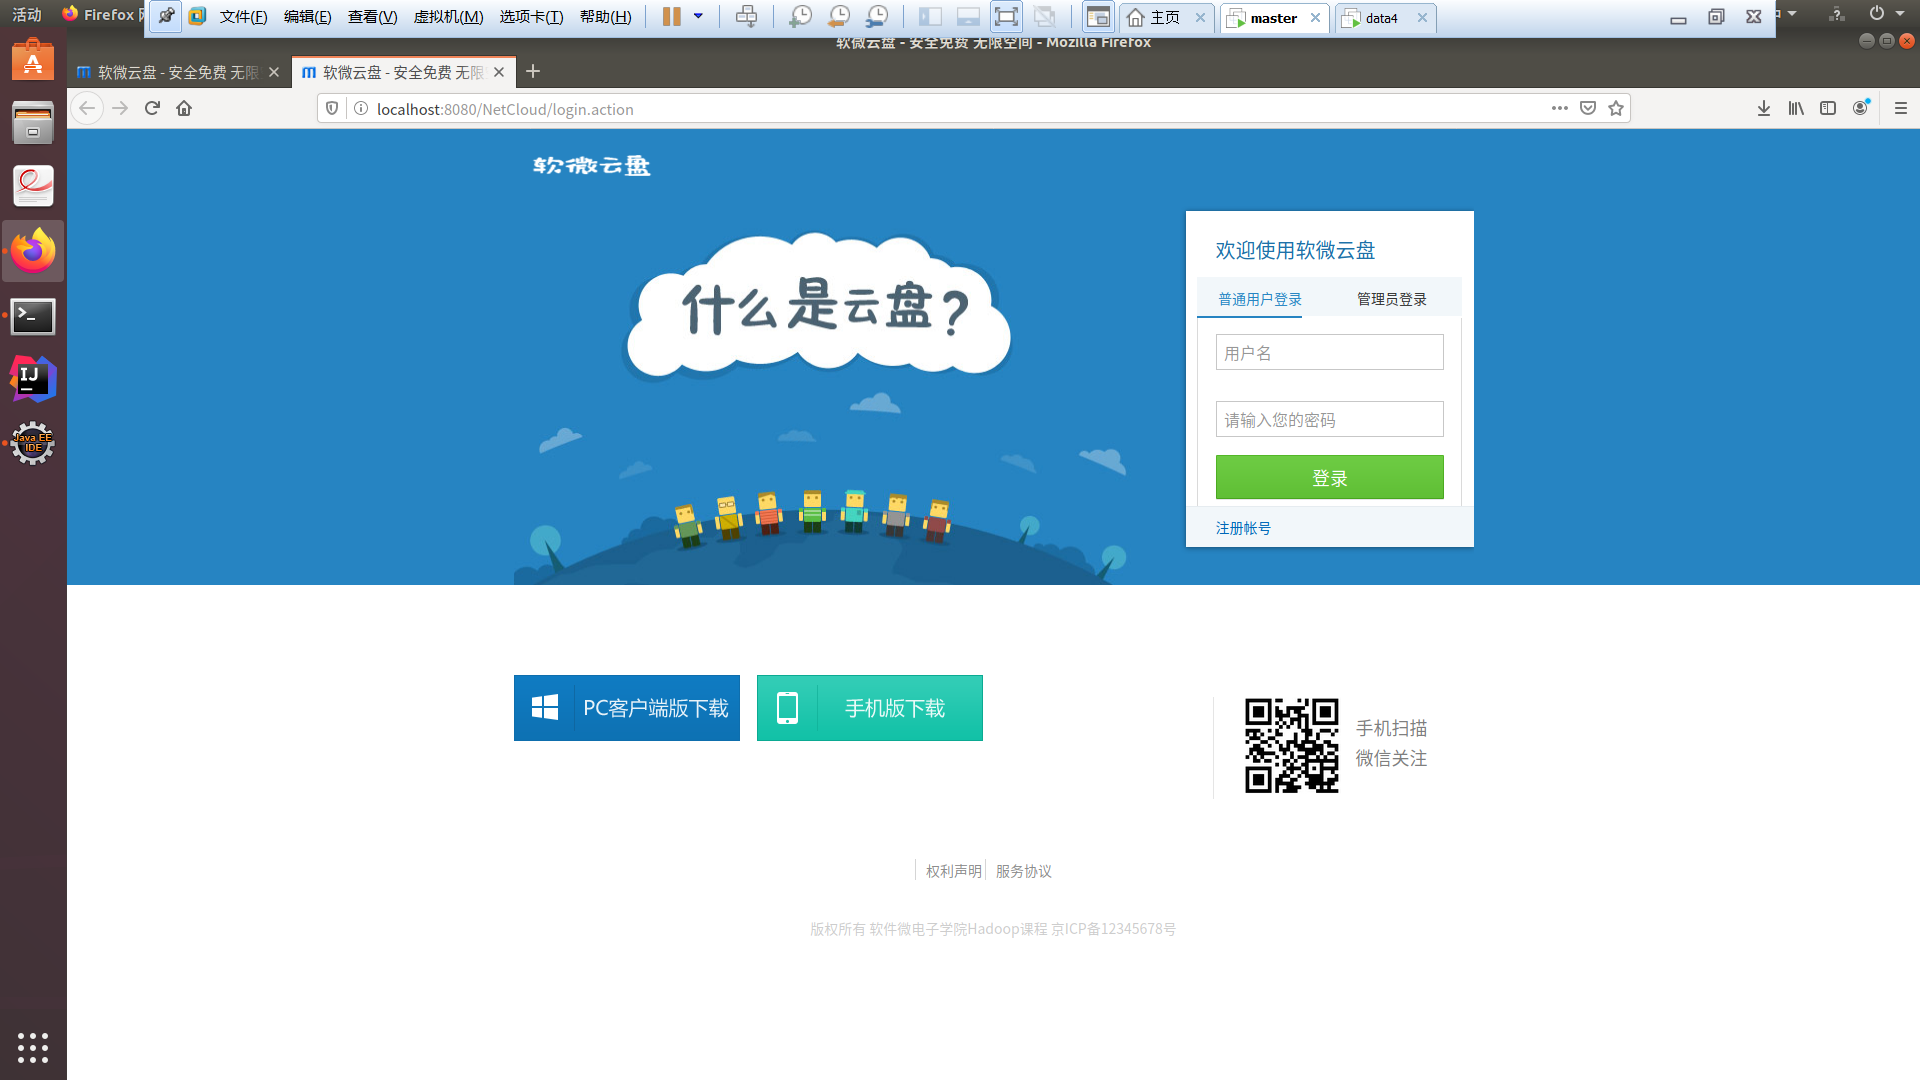 活动
Firefox
文件(F) 编辑(E) 查看(V) 虚拟机(M) 选项卡(T) 帮助(H)
主页
master
data4
软微云盘 - 安全免费 无限空间 - Mozilla Firefox
软微云盘 - 安全免费 无限
软微云盘 - 安全免费 无限
localhost:8080/NetCloud/login.action
软微云盘
什么是云盘?
欢迎使用软微云盘
普通用户登录 管理员登录
用户名
请输入您的密码
登录
注册帐号
IJ
Java EE
IDE
PC客户端版下载
手机版下载
手机扫描
微信关注
权利声明 服务协议
版权所有 软件微电子学院Hadoop课程 京ICP备12345678号